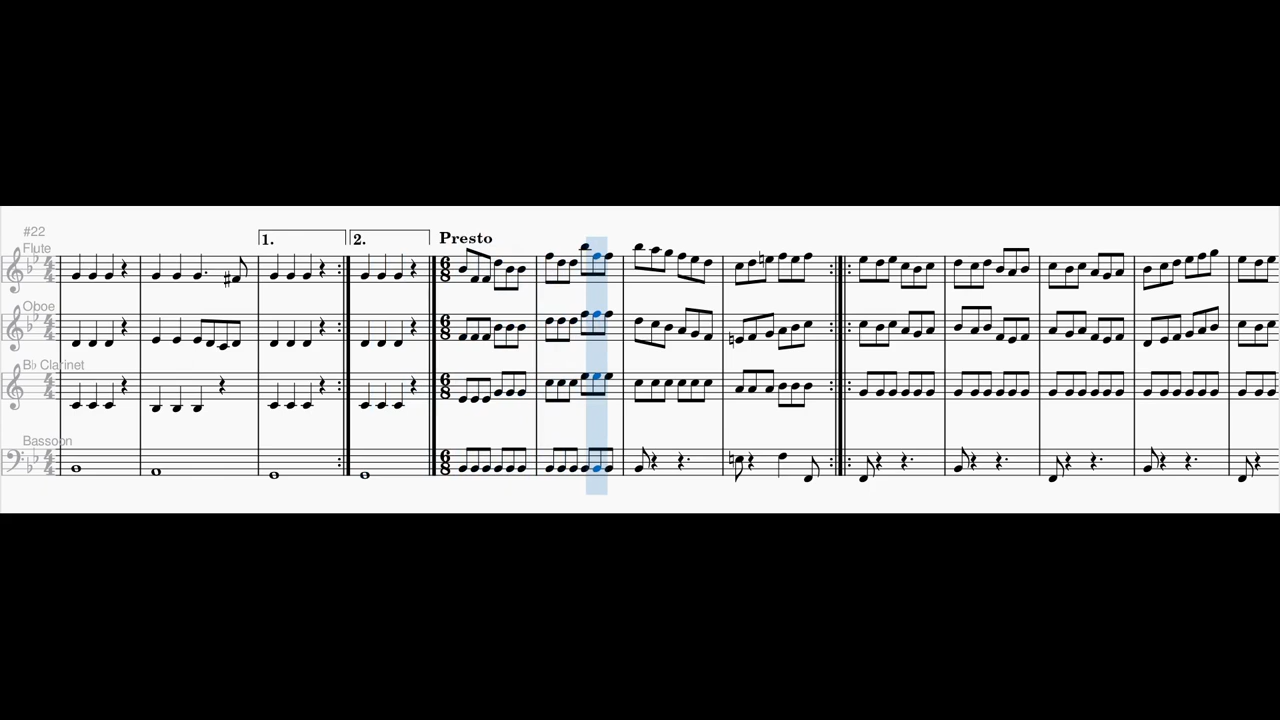 #22
Flute
1.
2.
Presto
Oboe
B♭ Clarinet
Bassoon